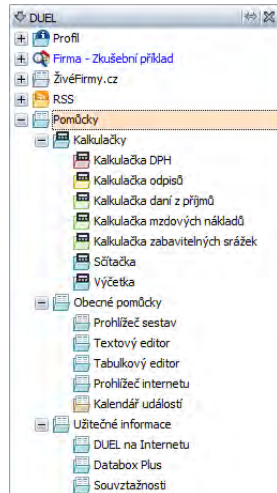 DUEL
Profil
Firma - Zkušební příklad
ŽivéFirmy.cz
RSS
Pomůcky
Kalkulačky
Kalkulačka DPH
Kalkulačka odpisů
Kalkulačka daní z příjmů
Kalkulačka mzdových nákladů
Kalkulačka zabavitelných srážek
Sčítačka
Výčetka
Obecné pomůcky
Prohlížeč sestav
Textový editor
Tabulkový editor
Prohlížeč internetu
Kalendář událostí
Užitečné informace
DUEL na Internetu
Databox Plus
Souvztažnosti